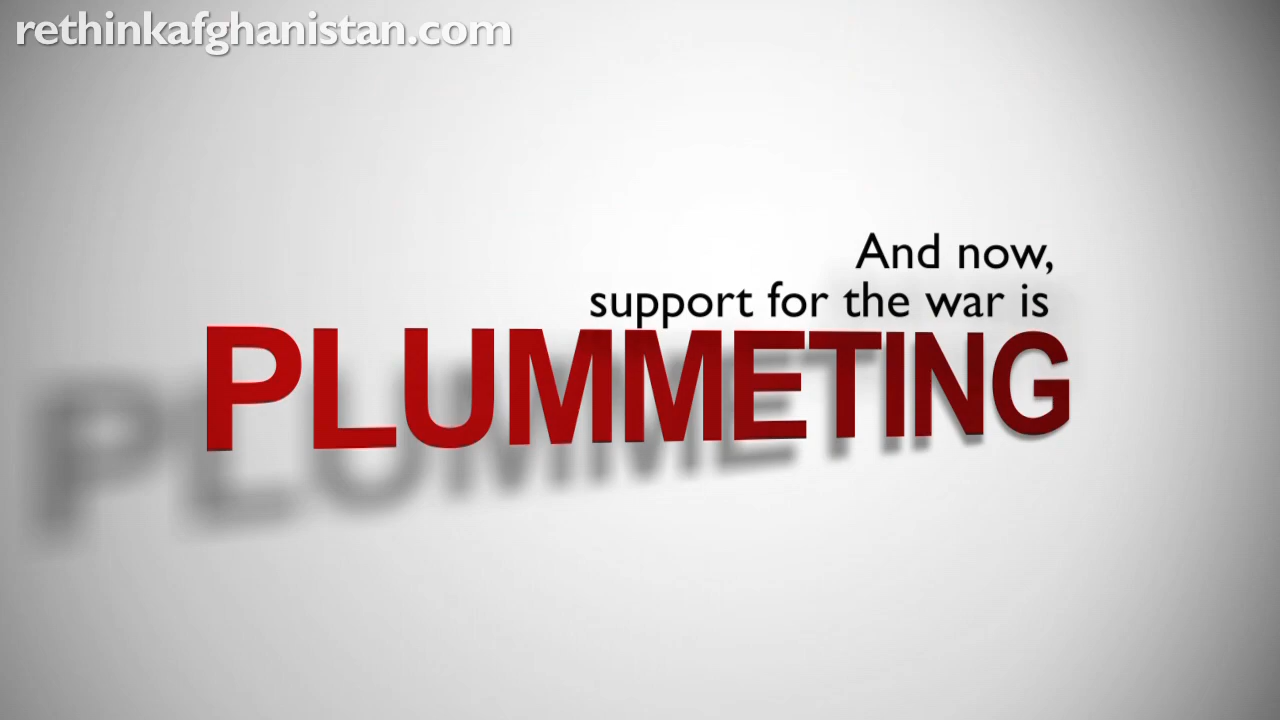 rethinkafghanistan.com
And now,
support for the war is
PLUMMETING